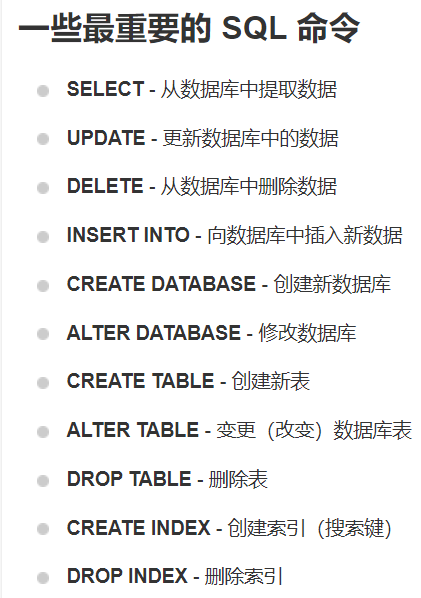 一些最重要的 SQL 命令
SELECT - 从数据库中提取数据
UPDATE - 更新数据库中的数据
DELETE - 从数据库中删除数据
INSERT INTO - 向数据库中插入新数据
CREATE DATABASE - 创建新数据库
ALTER DATABASE - 修改数据库
CREATE TABLE - 创建新表
ALTER TABLE - 变更（改变）数据库表
DROP TABLE - 删除表
CREATE INDEX - 创建索引（搜索键）
DROP INDEX - 删除索引